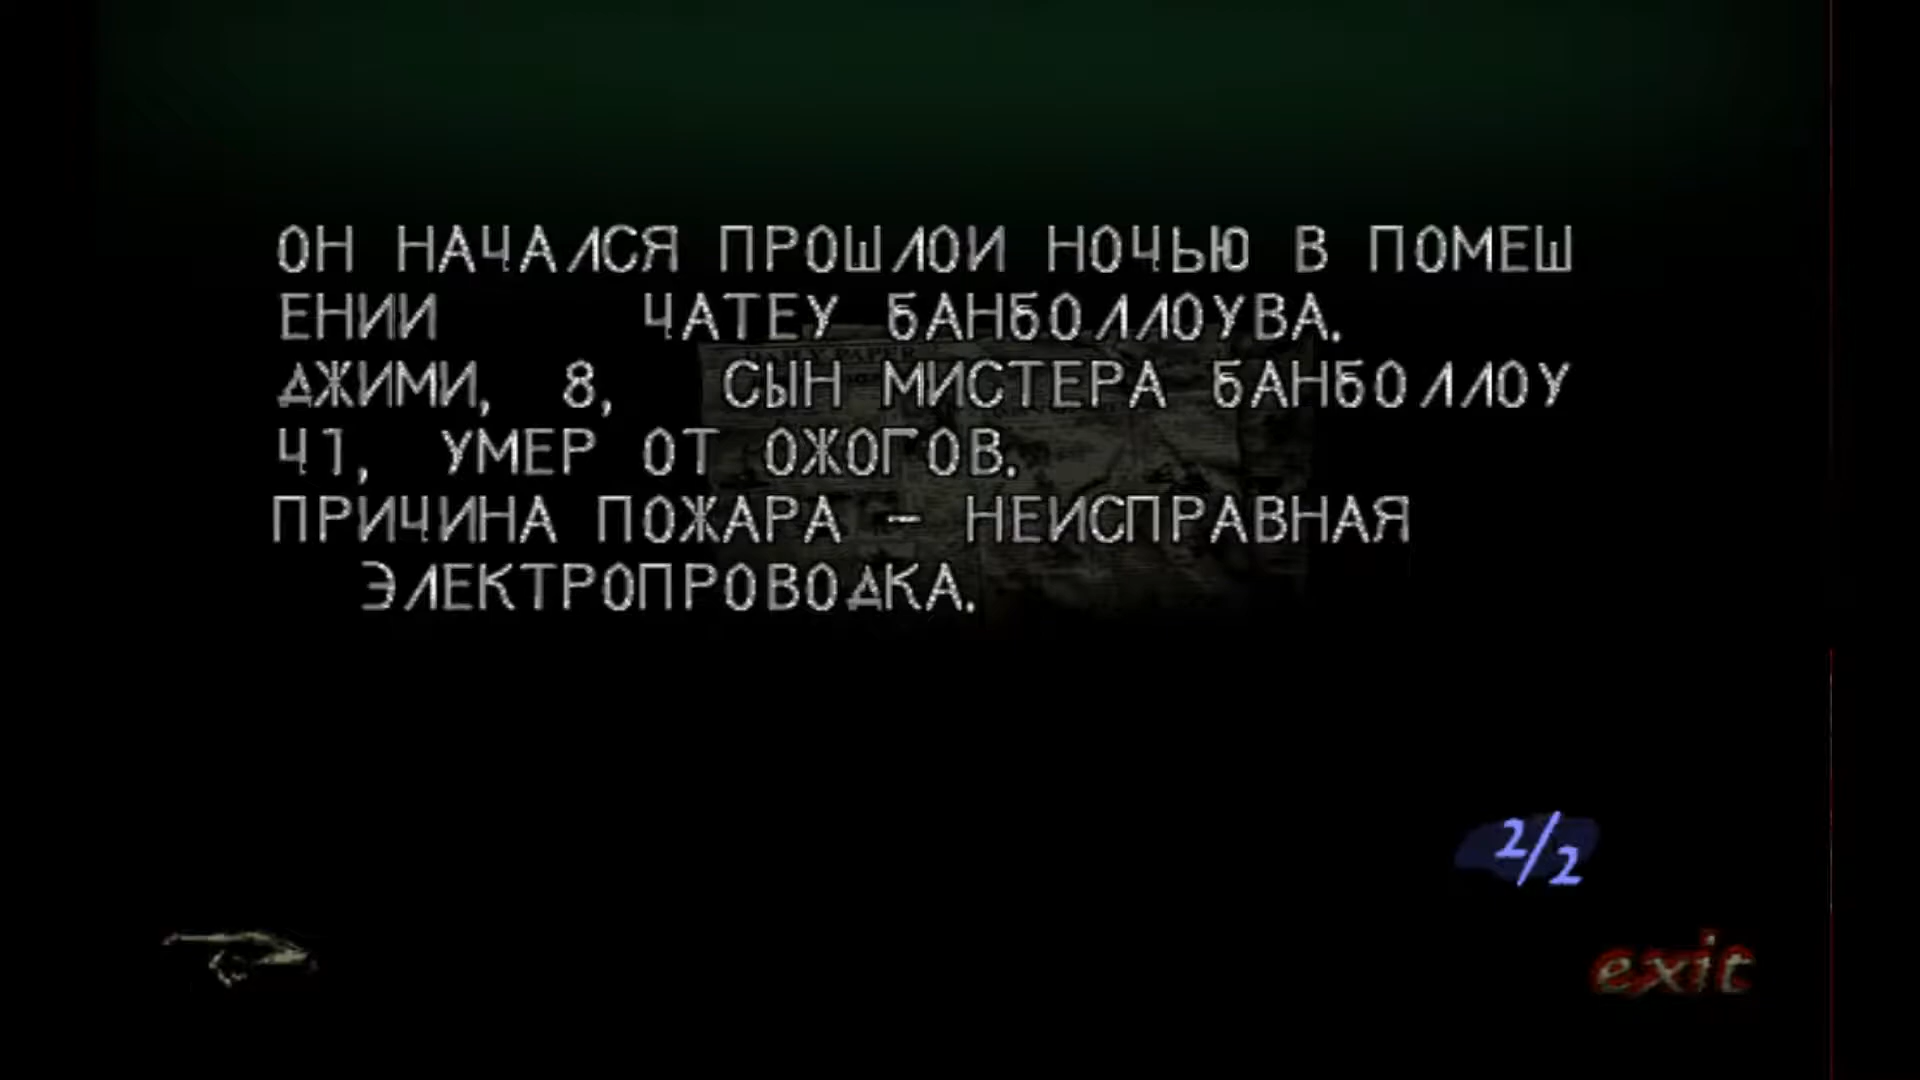 ОН НАЧАЛСЯ ПРОШЛОИ НОЧЬЮ В ПОМЕШ
ЕНИИ ЧАТЕУ БАНБОЛЛОУВА.
ДЖИМИ, 8, СЫН МИСТЕРА БАНБОЛЛОУ
Ч1, УМЕР ОТ ОЖОГОВ.
ПРИЧИНА ПОЖАРА - НЕИСПРАВНАЯ
ЭЛЕКТРОПРОВОДКА.
2/2
exit